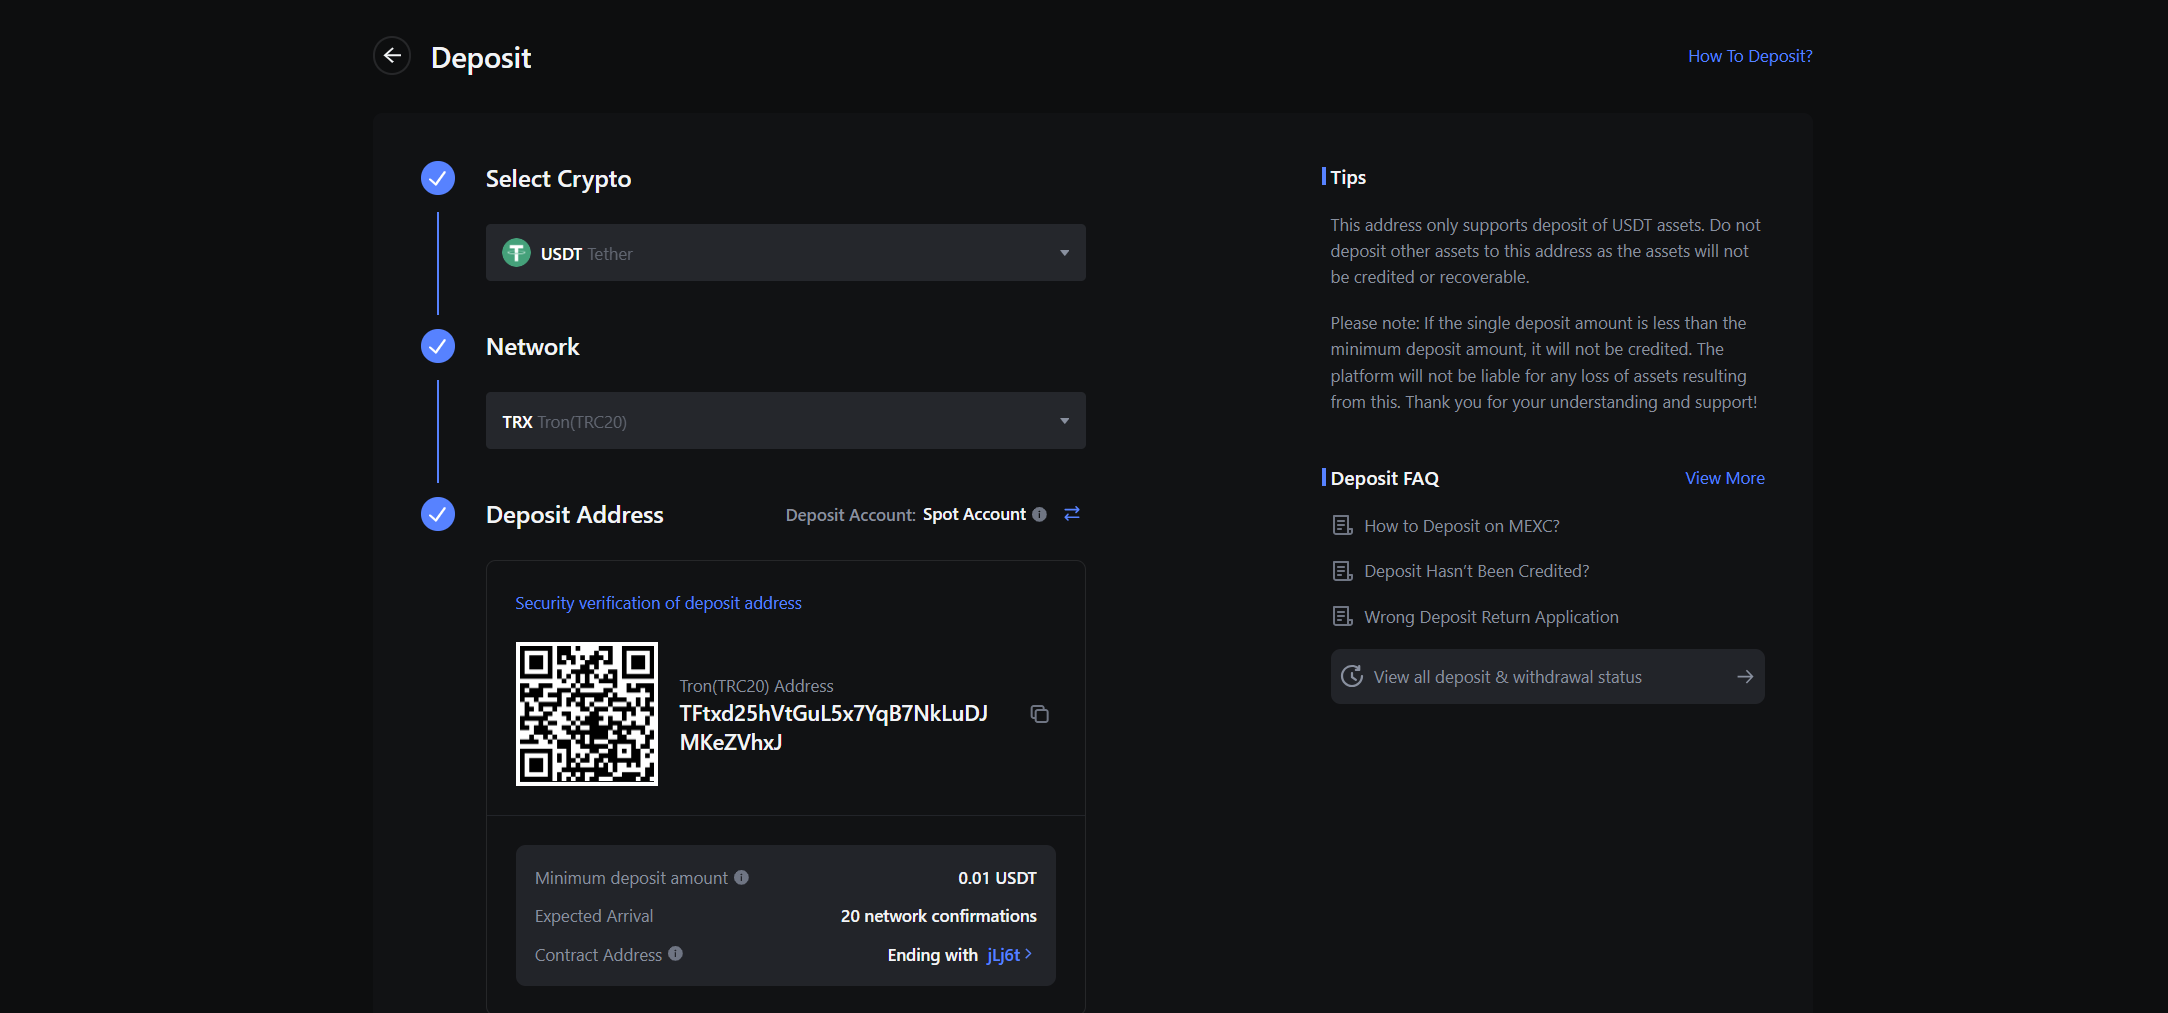 Deposit
How To Deposit?
Select Crypto
USDT Tether
Network
TRX Tron(TRC20)
Deposit Address
Deposit Account: Spot Account
Security verification of deposit address
Tron(TRC20) Address
TFtxd25hVtGuL5x7YqB7NkLuDJ
MKeZVhxJ
Minimum deposit amount
0.01 USDT
Expected Arrival
20 network confirmations
Contract Address
Ending with jLj6t
Tips
This address only supports deposit of USDT assets. Do not
deposit other assets to this address as the assets will not
be credited or recoverable.
Please note: If the single deposit amount is less than the
minimum deposit amount, it will not be credited. The
platform will not be liable for any loss of assets resulting
from this. Thank you for your understanding and support!
Deposit FAQ
View More
How to Deposit on MEXC?
Deposit Hasn't Been Credited?
Wrong Deposit Return Application
View all deposit & withdrawal status